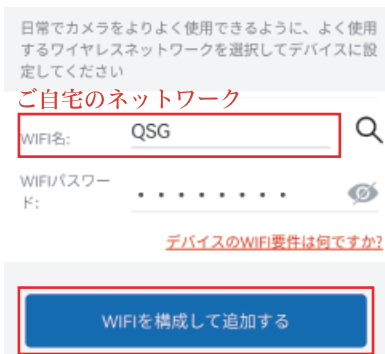 日常でカメラをよりよく使用できるように、よく使用
するワイヤレスネットワークを選択してデバイスに設
定してください
ご自宅のネットワーク
WIFI名: QSG
WIFIパスワー
ド: ••••••••
デバイスのWIFI要件は何ですか?
WIFIを構成して追加する